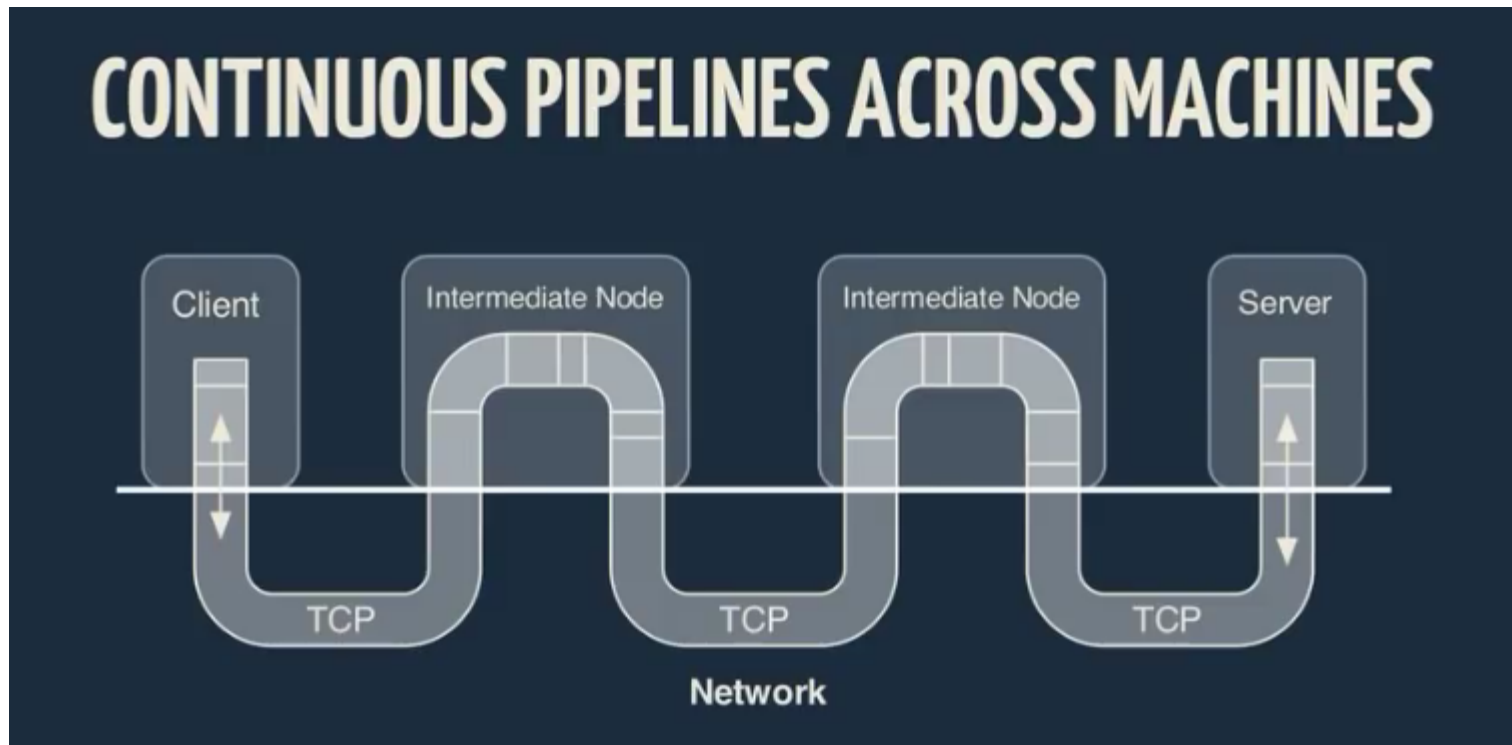 CONTINUOUS PIPELINES ACROSS MACHINES
Client
Intermediate Node
Intermediate Node
Server
TCP
TCP
TCP
Network